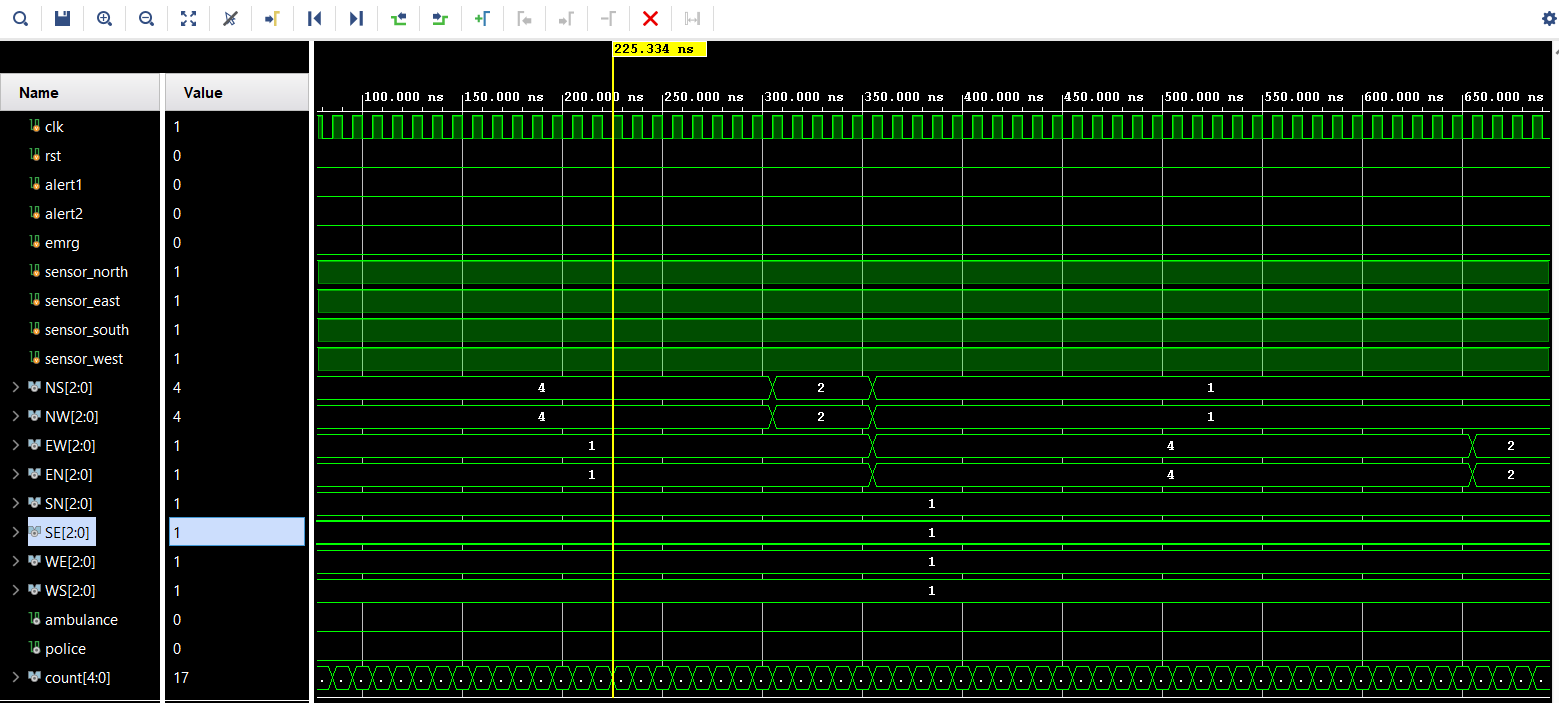 225.334 ns
Name Value 100.000 ns 150.000 ns 200.000 ns 250.000 ns 300.000 ns 350.000 ns 400.000 ns 450.000 ns 500.000 ns 550.000 ns 600.000 ns 650.000 ns
clk 1
rst 0
alert1 0
alert2 0
emrg 0
sensor_north 1
sensor_east 1
sensor_south 1
sensor_west 1
NS[2:0] 4 4 2 1
NW[2:0] 4 4 2 1
EW[2:0] 1 1 4 2
EN[2:0] 1 1 4 2
SN[2:0] 1 1
SE[2:0] 1 1
WE[2:0] 1 1
WS[2:0] 1 1
ambulance 0
police 0
count[4:0] 17